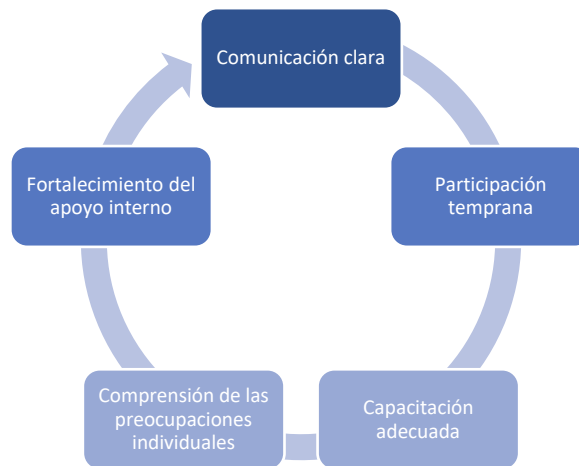 Comunicación clara
Participación
temprana
Capacitación
adecuada
Comprensión de las
preocupaciones
individuales
Fortalecimiento del
apoyo interno